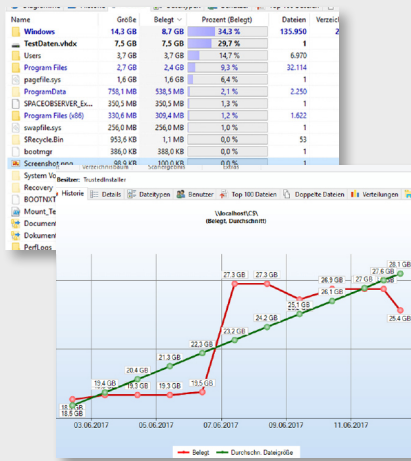 Name Größe Belegt Prozent (Belegt) Dateien Verzeich
Windows 14,3 GB 8,7 GB 34,3 % 135.950 2
TestDaten.vhdx 7,5 GB 7,5 GB 29,7 % 1
Users 3,7 GB 3,7 GB 14,7 % 6.970
Program Files 2,7 GB 2,4 GB 9,3 % 32.114
pagefile.sys 1,6 GB 1,6 GB 6,4 % 1
ProgramData 758,1 MB 538,5 MB 2,1 % 2.250
SPACEOBSERVER_Ex... 350,5 MB 350,5 MB 1,3 % 1
Program Files (x86) 330,6 MB 309,4 MB 1,2 % 1.622
swapfile.sys 256,0 MB 256,0 MB 1,0 % 1
$Recycle.Bin 953,6 KB 1,1 MB 0,0 % 53
bootmgr 386,0 KB 388,0 KB 0,0 % 1
Screenshot.png 98,9 KB 100,0 KB 0,0 % 1
System Vo
Recovery
BOOTNXT
Mount_Te
Dokument
Dokument
PerfLogs
Besitzer: TrustedInstaller
Historie Details Dateitypen Benutzer Top 100 Dateien Doppelte Dateien Verteilungen
\\localhost\C$\
(Belegt, Durchschnitt)
28,1 GB
27,3 GB 27,3 GB 26,9 GB 27 GB 27,6 GB
25,1 GB 26,1 GB 25,4 GB
24,2 GB
23,2 GB
22,3 GB
21,3 GB
20,4 GB
19,4 GB 19,3 GB 19,3 GB 19,5 GB
18,5 GB
03.06.2017 05.06.2017 07.06.2017 09.06.2017 11.06.2017
Belegt Durchschn. Dateigröße